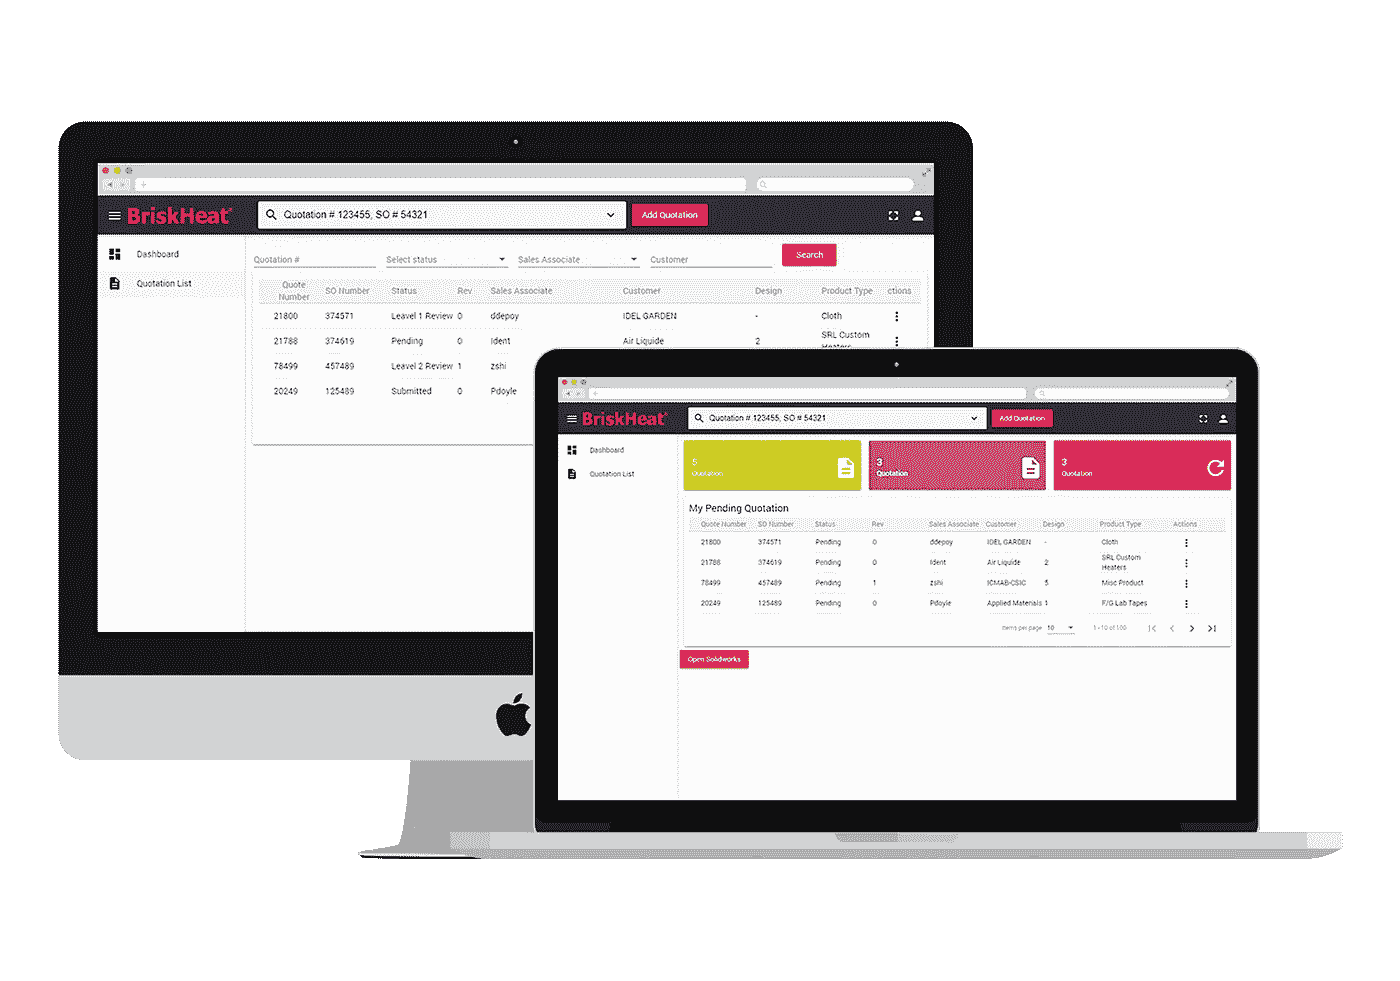 BriskHeat
Quotation # 123455, SO # 54321
Add Quotation
Dashboard
Quotation List
Quotation #
Select status
Sales Associate
Customer
Search
Quote Number SO Number Status Rev Sales Associate Customer Design Product Type ctions
21800 374571 Leavel 1 Review 0 ddepoy IDEL GARDEN - Cloth
21788 374619 Pending 0 Ident Air Liquide 2 SRL Custom Heaters
78499 457489 Leavel 2 Review 1 zshi
20249 125489 Submitted 0 Pdoyle
BriskHeat
Quotation # 123455, SO # 54321
Add Quotation
Dashboard
Quotation List
5
Quotation
3
Quotation
3
Quotation
My Pending Quotation
Quote Number SO Number Status Rev Sales Associate Customer Design Product Type Actions
21800 374571 Pending 0 ddepoy IDEL GARDEN - Cloth
21788 374619 Pending 0 Ident Air Liquide 2 SRL Custom Heaters
78499 457489 Pending 1 zshi ICMAB-CSIC 5 Misc Product
20249 125489 Pending 0 Pdoyle Applied Materials 1 F/G Lab Tapes
Items per page 10 1 - 10 of 100
Open Solidworks